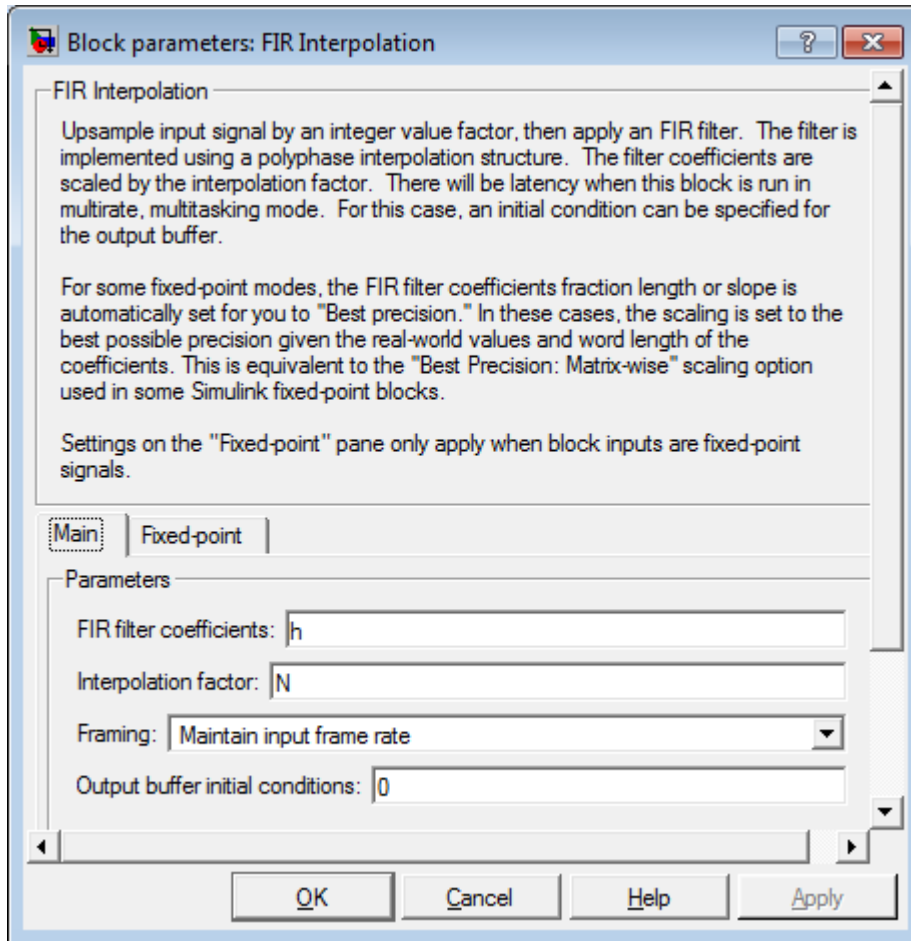 Block parameters: FIR Interpolation
FIR Interpolation
Upsample input signal by an integer value factor, then apply an FIR filter.  The filter is
implemented using a polyphase interpolation structure.  The filter coefficients are
scaled by the interpolation factor.  There will be latency when this block is run in
multirate, multitasking mode.  For this case, an initial condition can be specified for
the output buffer.
For some fixed-point modes, the FIR filter coefficients fraction length or slope is
automatically set for you to "Best precision." In these cases, the scaling is set to the
best possible precision given the real-world values and word length of the
coefficients. This is equivalent to the "Best Precision: Matrix-wise" scaling option
used in some Simulink fixed-point blocks.
Settings on the "Fixed-point" pane only apply when block inputs are fixed-point
signals.
Main Fixed-point
Parameters
FIR filter coefficients: h
Interpolation factor: N
Framing: Maintain input frame rate
Output buffer initial conditions: 0
OK Cancel Help Apply